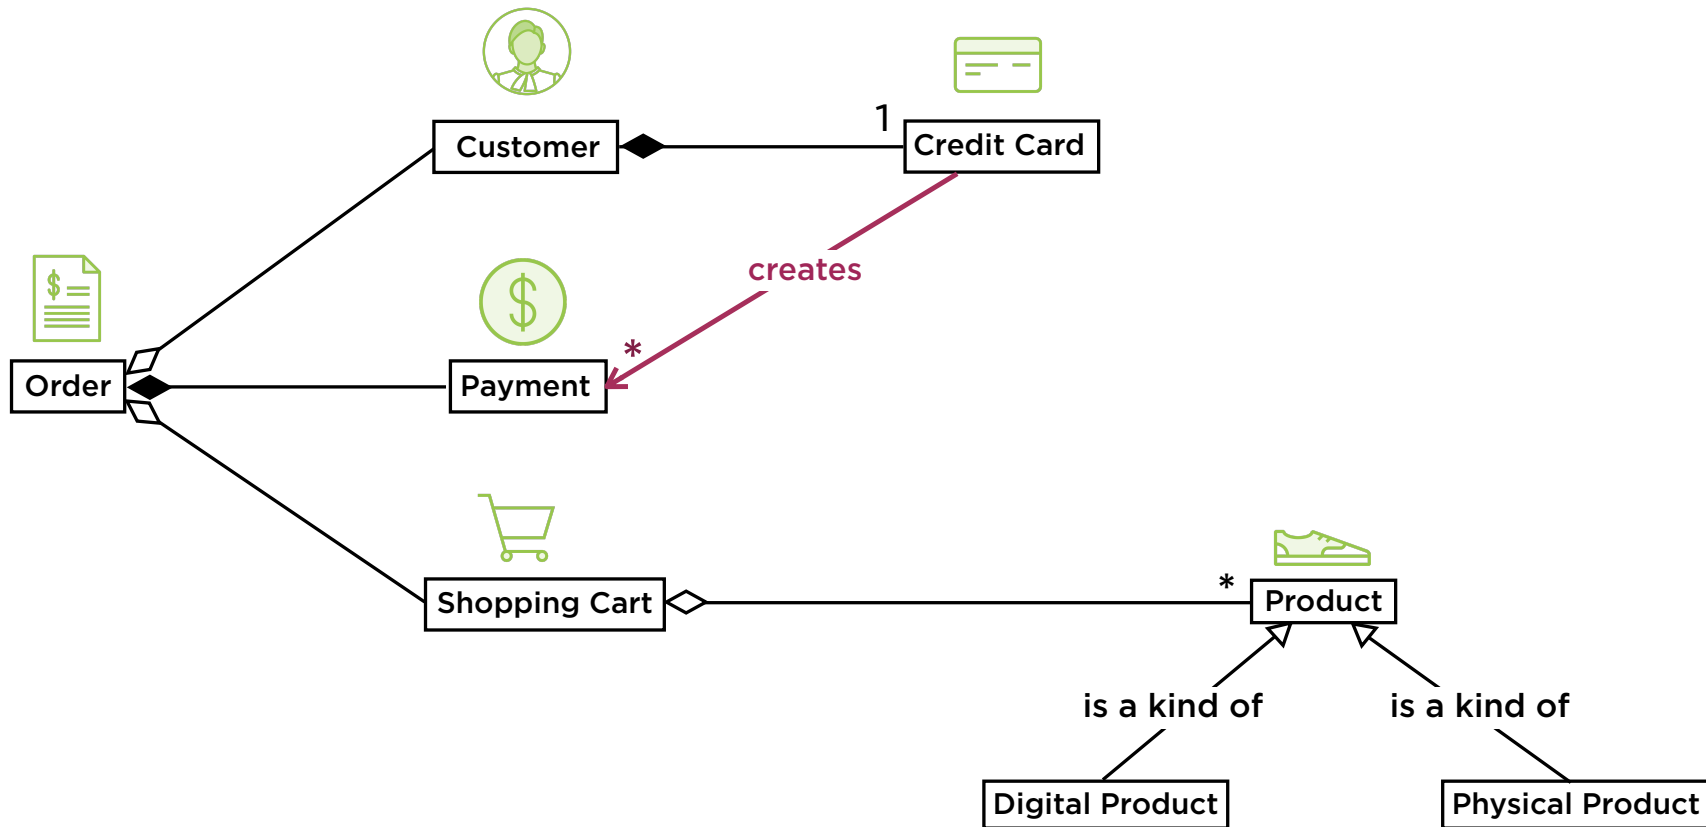 Customer
1
Credit Card
creates
$
$
*
Order
Payment
Shopping Cart
*
Product
is a kind of
is a kind of
Digital Product
Physical Product